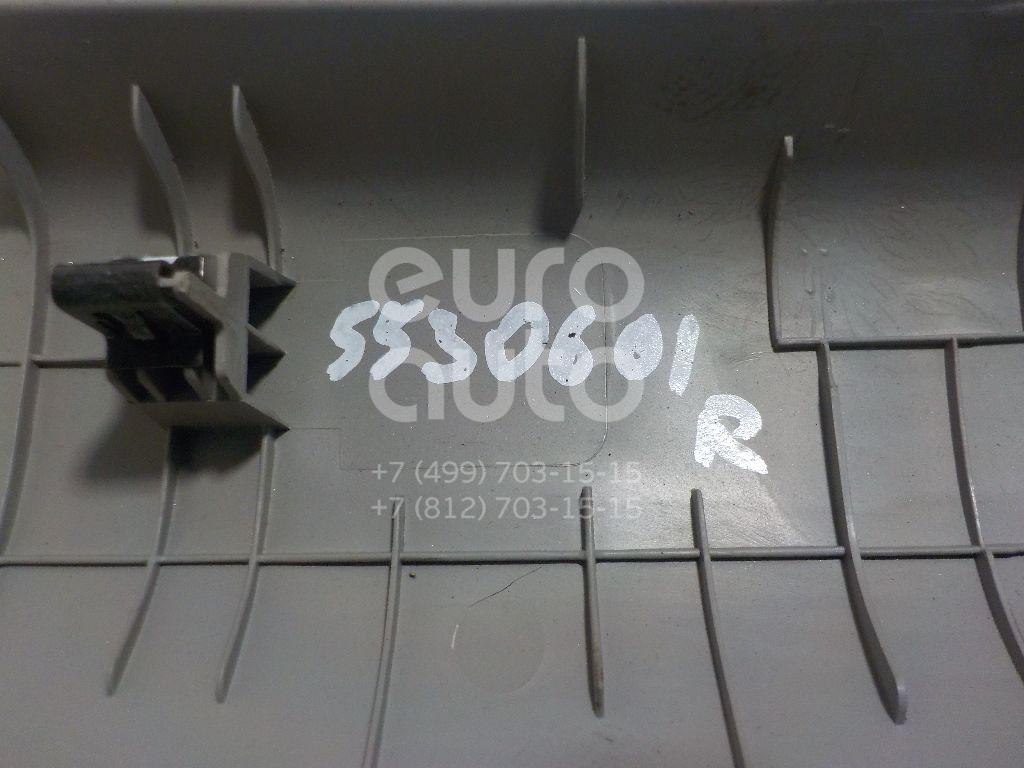 euro
5530601
auto
R
+7 (499) 703-15-15
+7 (812) 703-15-15